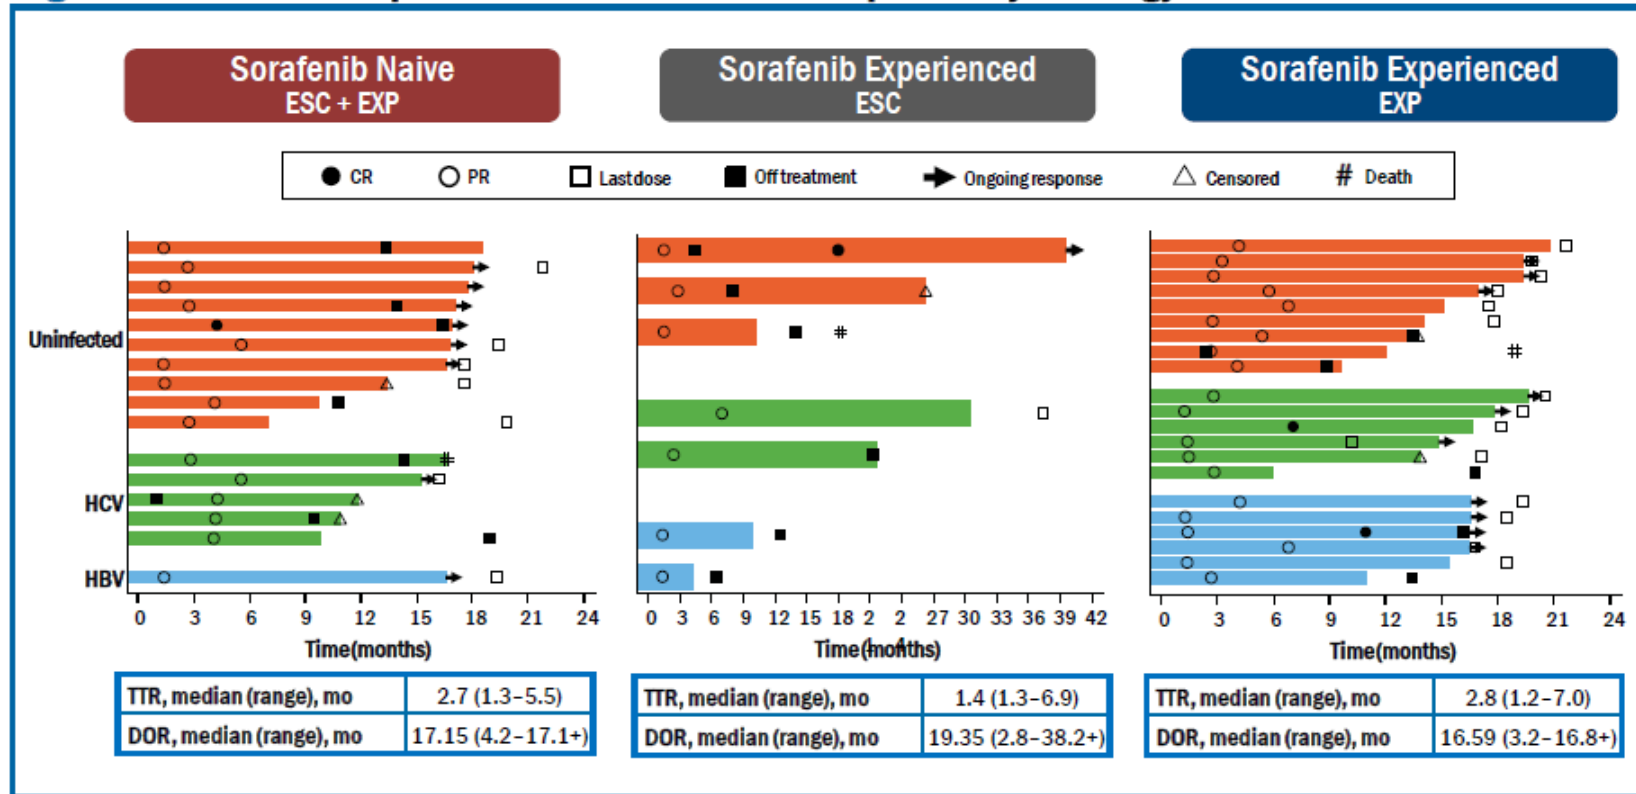 Sorafenib Naive
ESC + EXP
Sorafenib Experienced
ESC
Sorafenib Experienced
EXP
CR
PR
Last dose
Off treatment
Ongoing response
Censored
# Death
Uninfected
HCV
HBV
0 3 6 9 12 15 18 21 24
Time(months)
0 3 6 9 12 15 18 2 2 27 30 33 36 39 42
Time(months)
0 3 6 9 12 15 18 21 24
Time(months)
TTR, median (range), mo 2.7 (1.3–5.5)
DOR, median (range), mo 17.15 (4.2–17.1+)
TTR, median (range), mo 1.4 (1.3–6.9)
DOR, median (range), mo 19.35 (2.8–38.2+)
TTR, median (range), mo 2.8 (1.2–7.0)
DOR, median (range), mo 16.59 (3.2–16.8+)